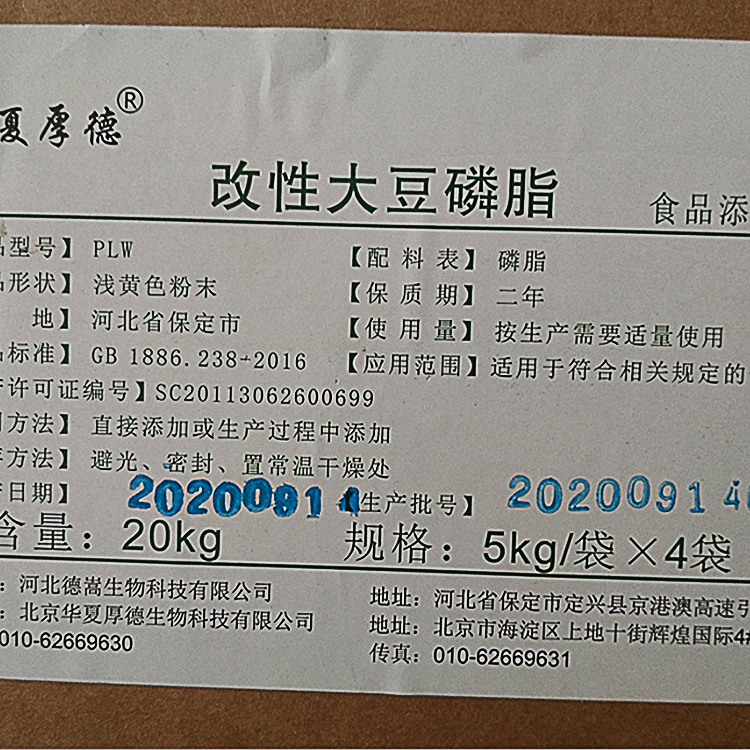 夏厚德®
改性大豆磷脂
食品添
品型号】 PLW
【配料表】 磷脂
品形状】 浅黄色粉末
【保质期】 二年
地】 河北省保定市
【使用量】 按生产需要适量使用
品标准】 GB 1886.238-2016
【应用范围】 适用于符合相关规定的
许可证编号】SC20113062600699
方法】 直接添加或生产过程中添加
方法】 避光、密封、置常温干燥处
日期】 20200914
【生产批号】 20200914
含量：20kg
规格：5kg/袋×4袋
：河北德嵩生物科技有限公司
地址：河北省保定市定兴县京港澳高速引
：北京华夏厚德生物科技有限公司
地址：北京市海淀区上地十街辉煌国际4#
010-62669630
传真：010-62669631